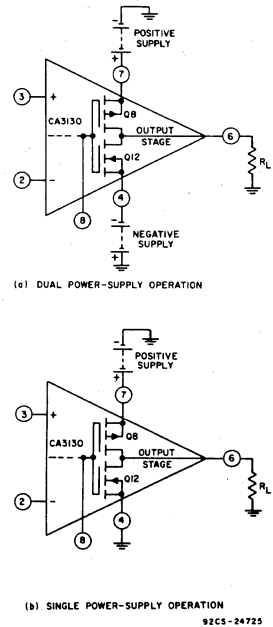 -
POSITIVE
SUPPLY
+
7
3
+
CA3130
Q8
OUTPUT
STAGE
6
Q12
RL
2
-
4
8
-
NEGATIVE
SUPPLY
+
(a) DUAL POWER-SUPPLY OPERATION
-
POSITIVE
SUPPLY
+
7
3
+
CA3130
Q8
OUTPUT
STAGE
6
Q12
RL
2
-
4
8
(b) SINGLE POWER-SUPPLY OPERATION
92CS-24725